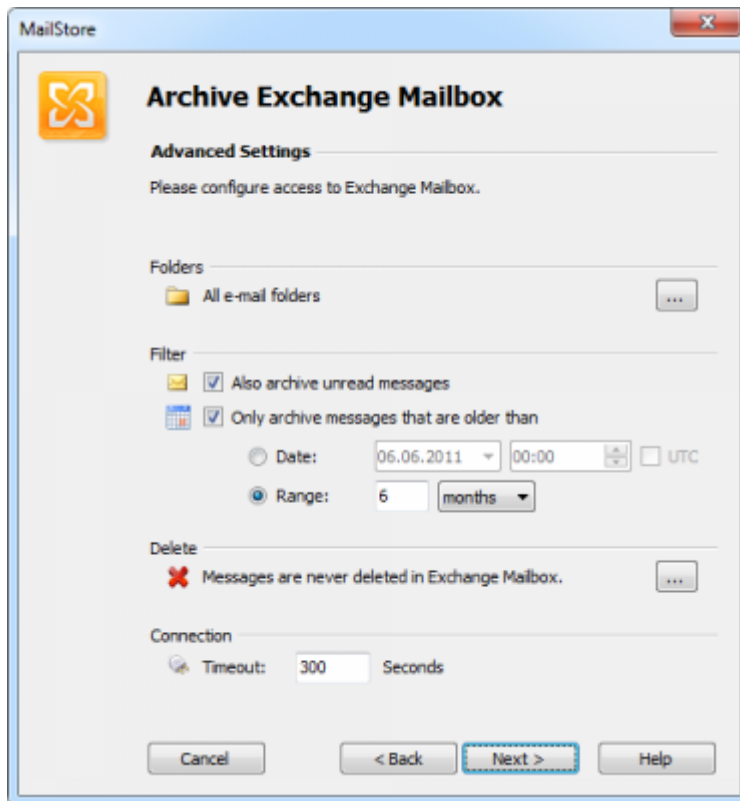 MailStore
Archive Exchange Mailbox
Advanced Settings
Please configure access to Exchange Mailbox.
Folders
All e-mail folders ...
Filter
Also archive unread messages
Only archive messages that are older than
Date: 06.06.2011 00:00 UTC
Range: 6 months
Delete
Messages are never deleted in Exchange Mailbox. ...
Connection
Timeout: 300 Seconds
Cancel < Back Next > Help